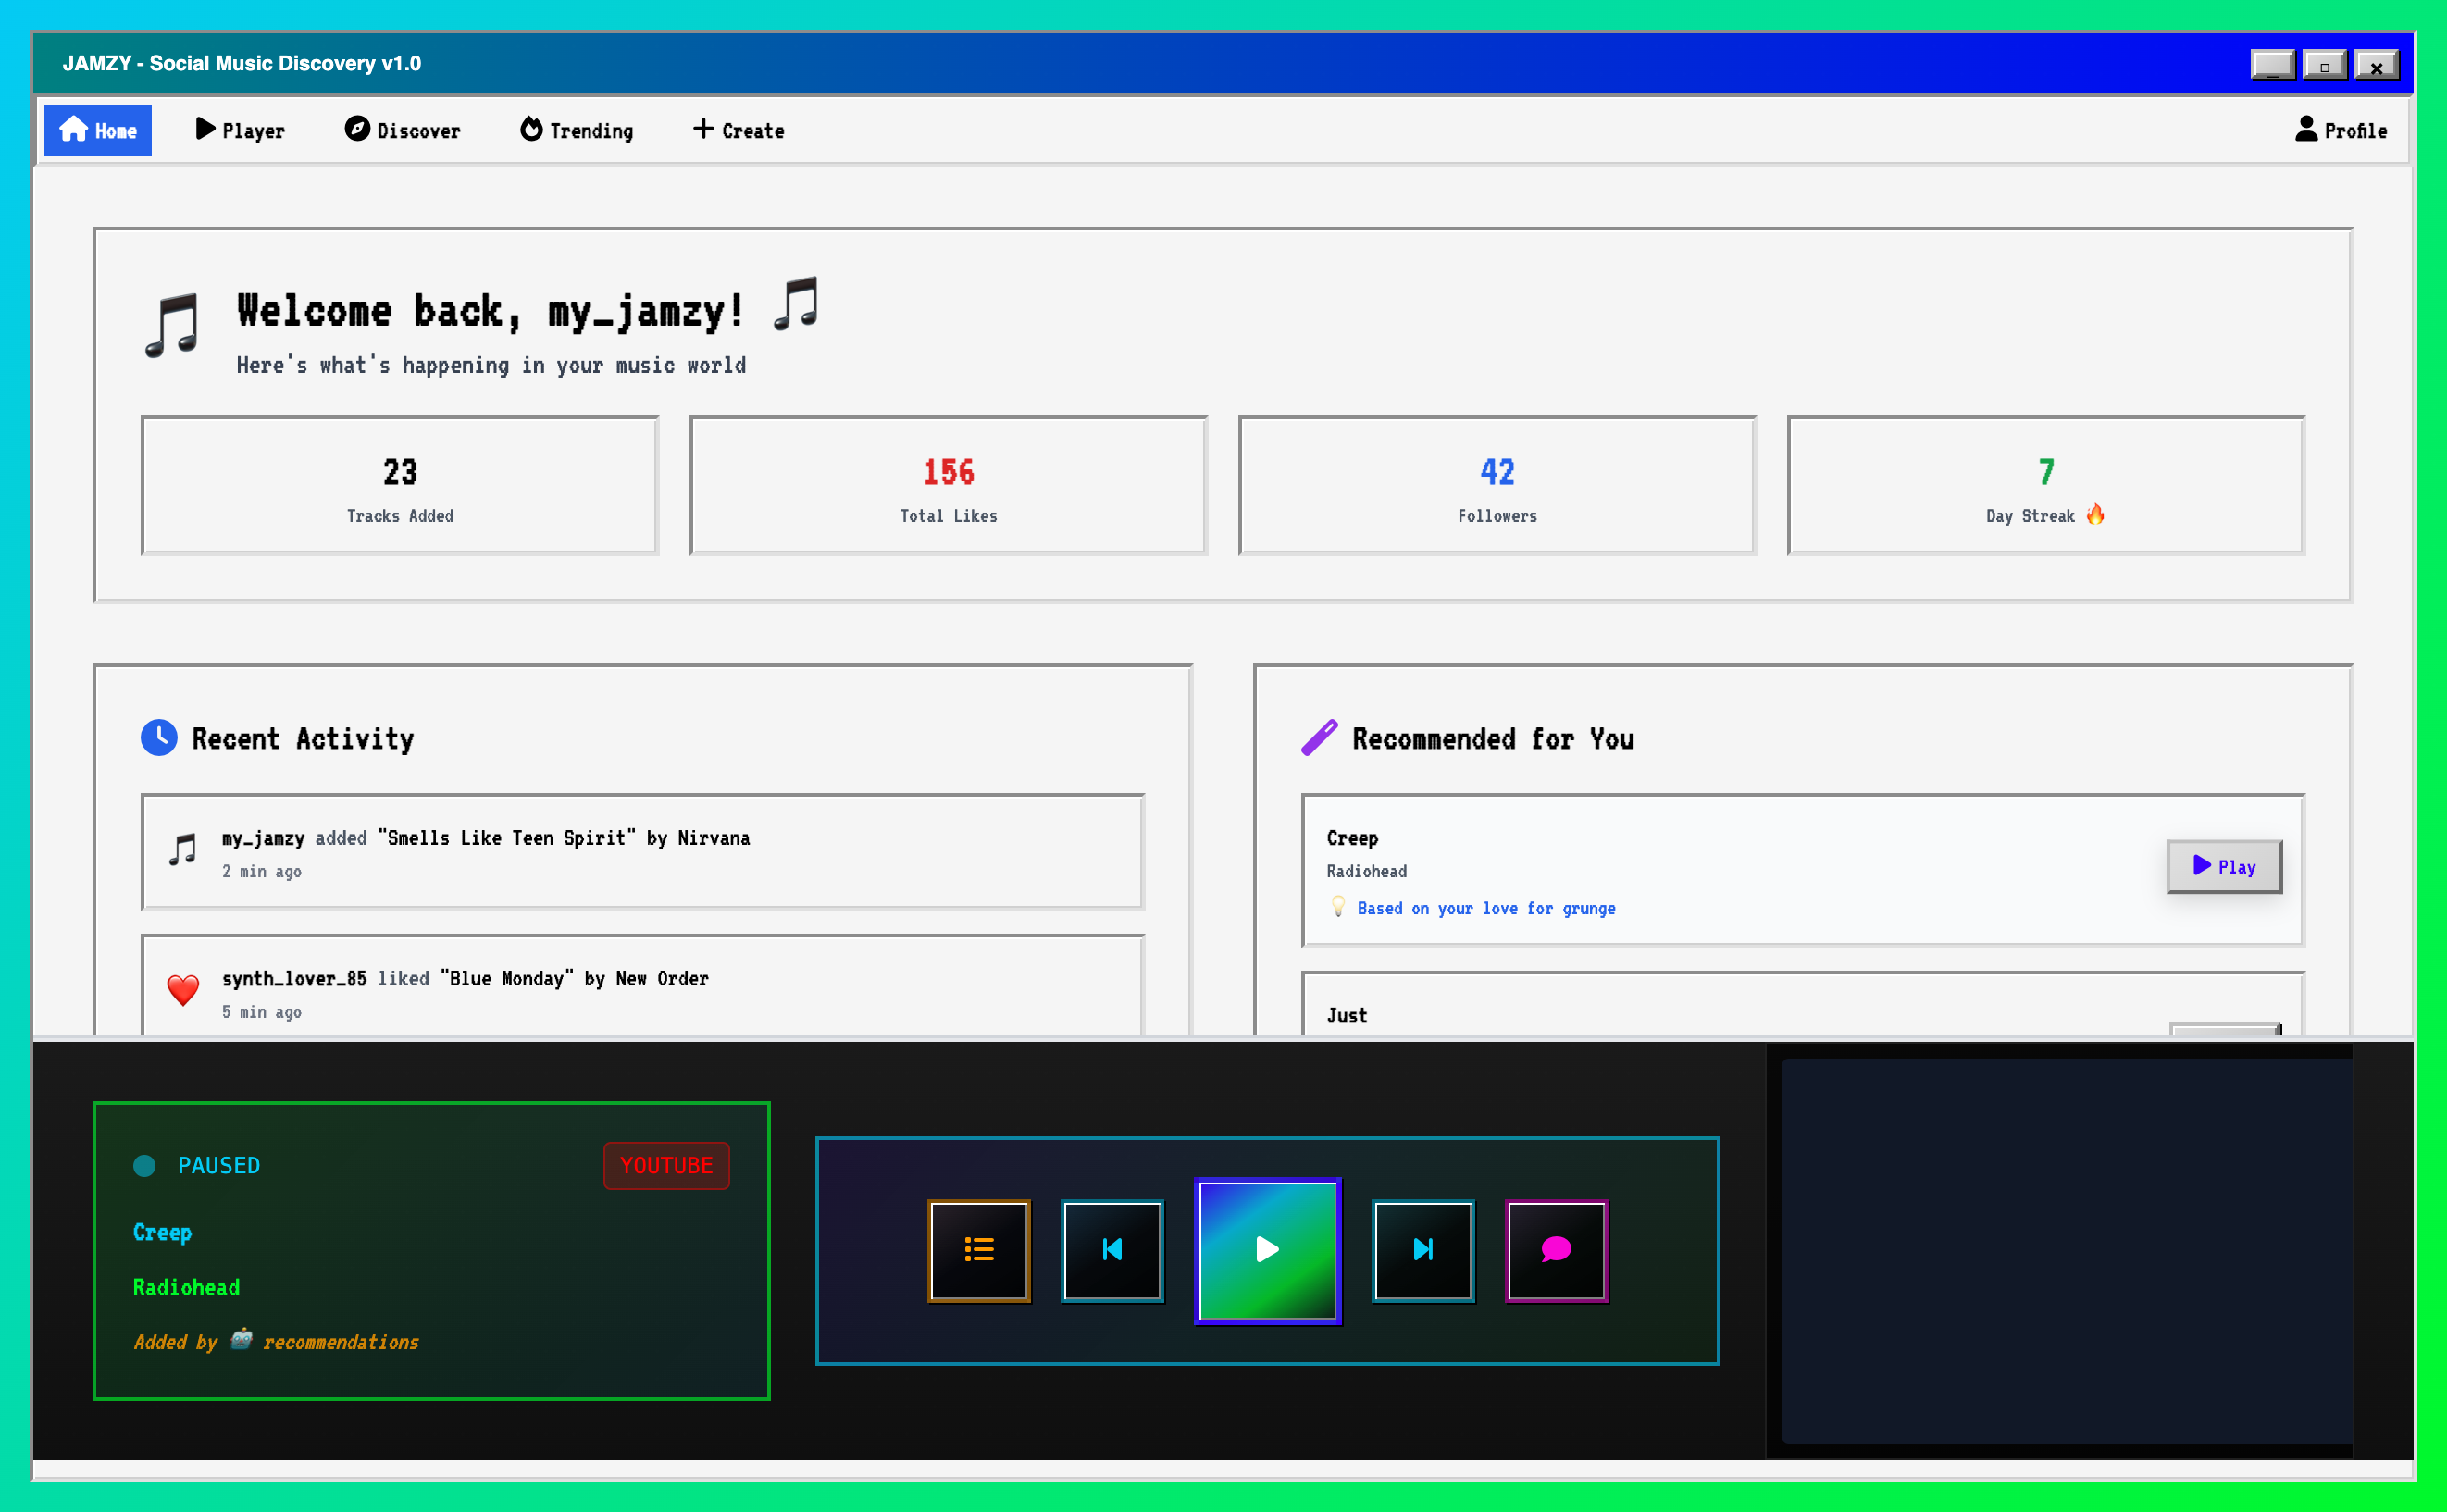 JAMZY - Social Music Discovery v1.0
Home Player Discover Trending Create Profile
Welcome back, my_jamzy!
Here's what's happening in your music world
23
Tracks Added
156
Total Likes
42
Followers
7
Day Streak 🔥
Recent Activity
my_jamzy added "Smells Like Teen Spirit" by Nirvana
2 min ago
synth_lover_85 liked "Blue Monday" by New Order
5 min ago
Recommended for You
Creep
Radiohead
💡 Based on your love for grunge
Play
Just
PAUSED YOUTUBE
Creep
Radiohead
Added by 🤖 recommendations